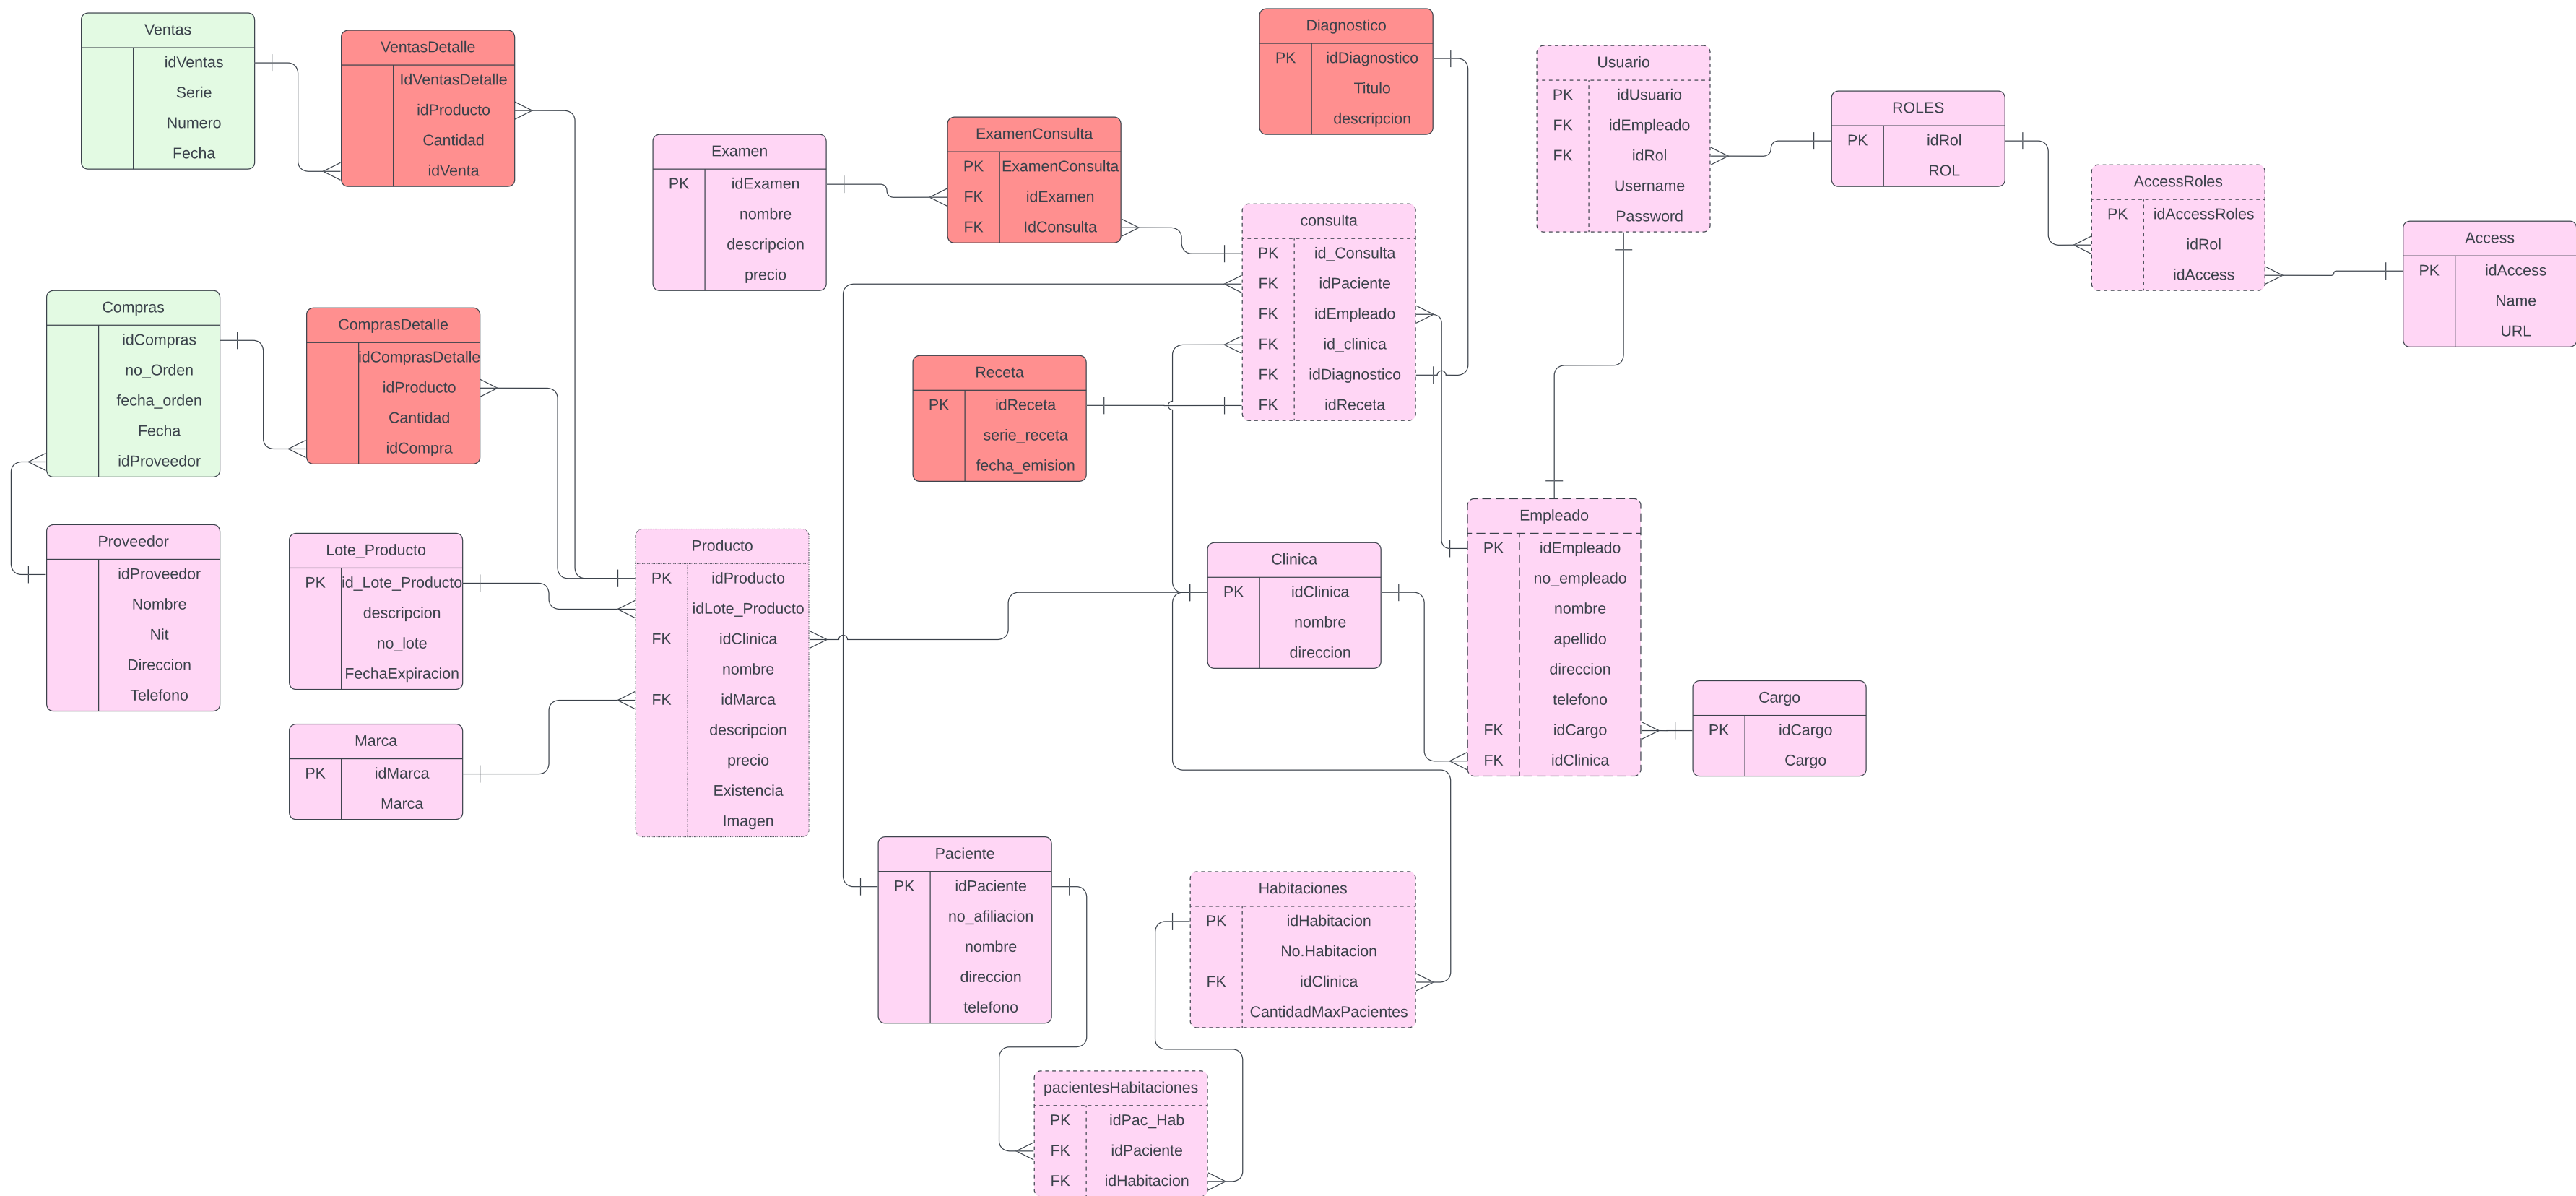 Ventas
idVentas
Serie
Numero
Fecha
VentasDetalle
IdVentasDetalle
idProducto
Cantidad
idVenta
Diagnostico
PK idDiagnostico
Titulo
descripcion
Usuario
PK idUsuario
FK idEmpleado
FK idRol
Username
Password
ROLES
PK idRol
ROL
AccessRoles
PK idAccessRoles
idRol
idAccess
Access
PK idAccess
Name
URL
Examen
PK idExamen
nombre
descripcion
precio
ExamenConsulta
PK ExamenConsulta
FK idExamen
FK IdConsulta
consulta
PK id_Consulta
FK idPaciente
FK idEmpleado
FK id_clinica
FK idDiagnostico
FK idReceta
Compras
idCompras
no_Orden
fecha_orden
Fecha
idProveedor
ComprasDetalle
idComprasDetalle
idProducto
Cantidad
idCompra
Receta
PK idReceta
serie_receta
fecha_emision
Proveedor
idProveedor
Nombre
Nit
Direccion
Telefono
Lote_Producto
PK id_Lote_Producto
descripcion
no_lote
FechaExpiracion
Marca
PK idMarca
Marca
Producto
PK idProducto
idLote_Producto
FK idClinica
nombre
FK idMarca
descripcion
precio
Existencia
Imagen
Clinica
PK idClinica
nombre
direccion
Empleado
PK idEmpleado
no_empleado
nombre
apellido
direccion
telefono
FK idCargo
FK idClinica
Cargo
PK idCargo
Cargo
Paciente
PK idPaciente
no_afiliacion
nombre
direccion
telefono
Habitaciones
PK idHabitacion
No.Habitacion
FK idClinica
CantidadMaxPacientes
pacientesHabitaciones
PK idPac_Hab
FK idPaciente
FK idHabitacion